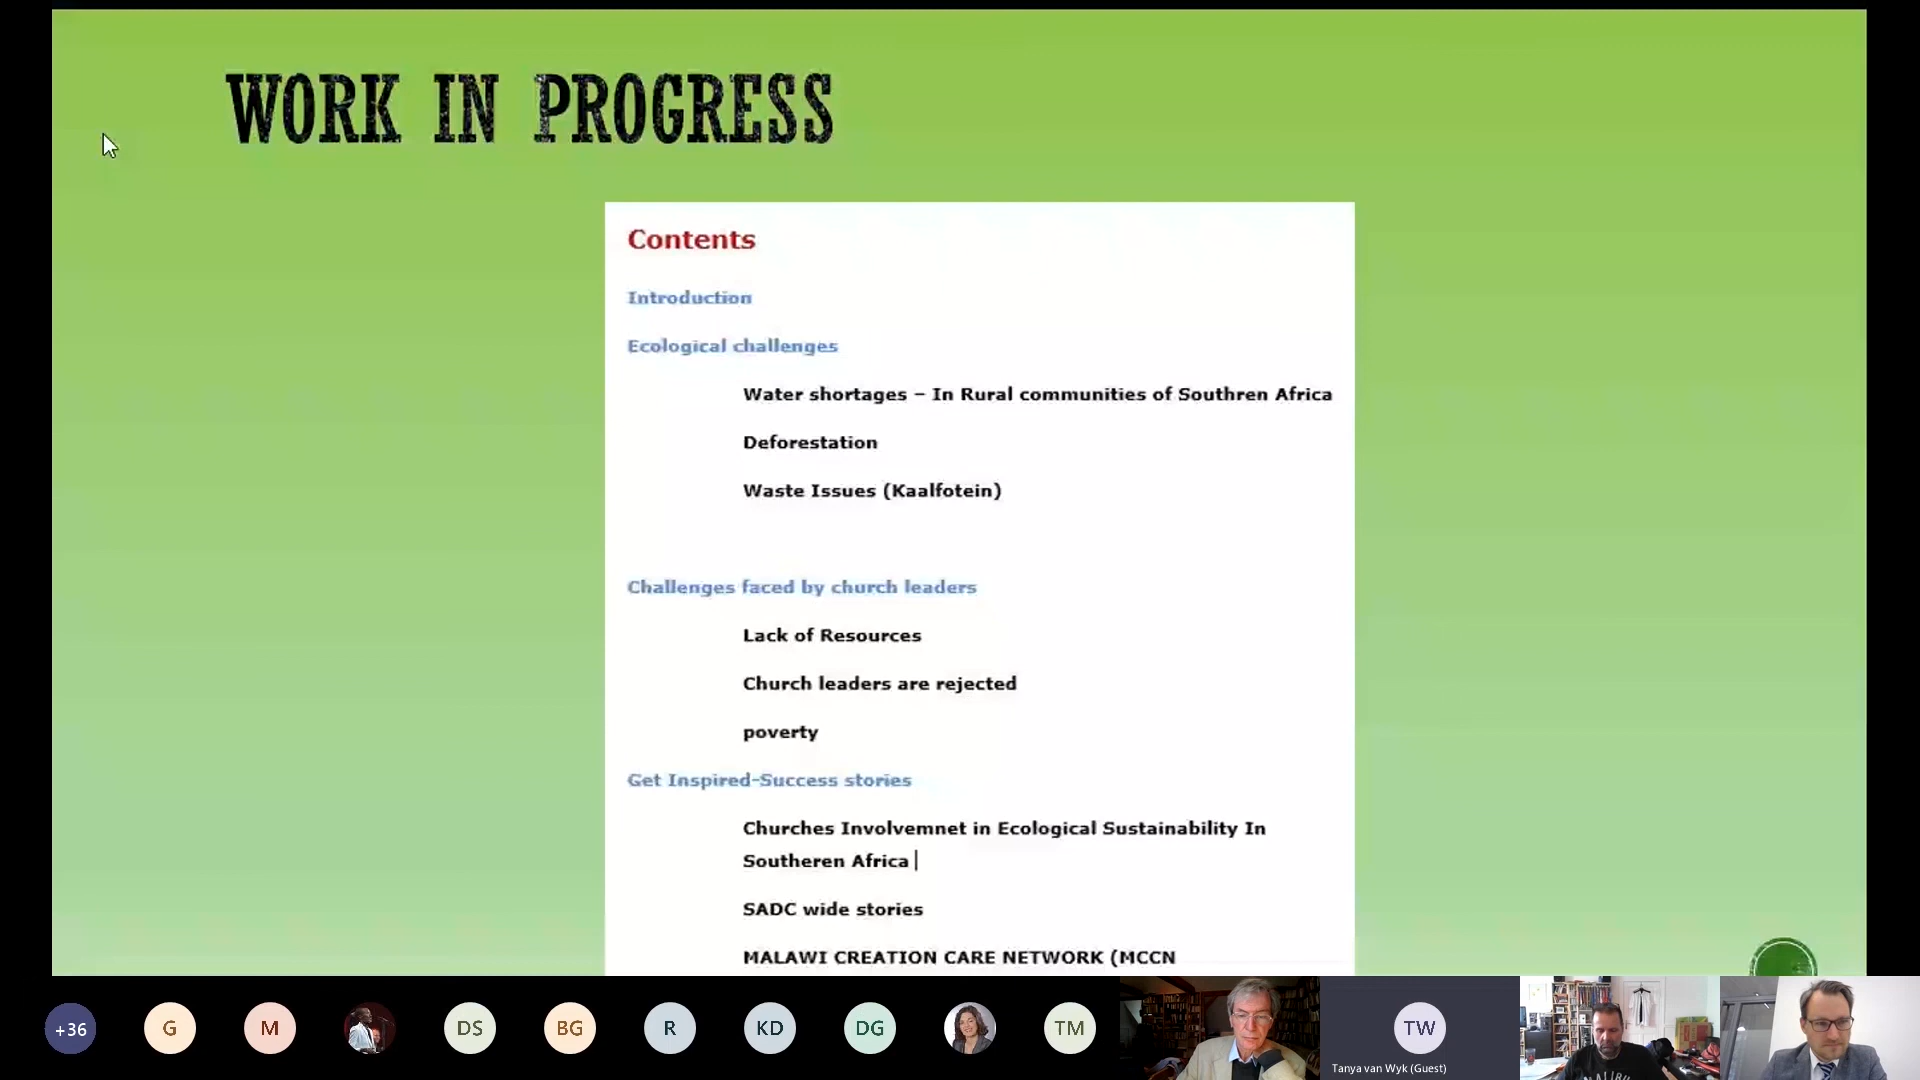 WORK IN PROGRESS
Contents
Introduction
Ecological challenges
Water shortages – In Rural communities of Southren Africa
Deforestation
Waste Issues (Kaalfotein)
Challenges faced by church leaders
Lack of Resources
Church leaders are rejected
poverty
Get Inspired-Success stories
Churches Involvemnet in Ecological Sustainability In
Southeren Africa
SADC wide stories
MALAWI CREATION CARE NETWORK (MCCN
+36
G
M
DS
BG
R
KD
DG
TM
TW
Tanya van Wyk (Guest)
MALIBU